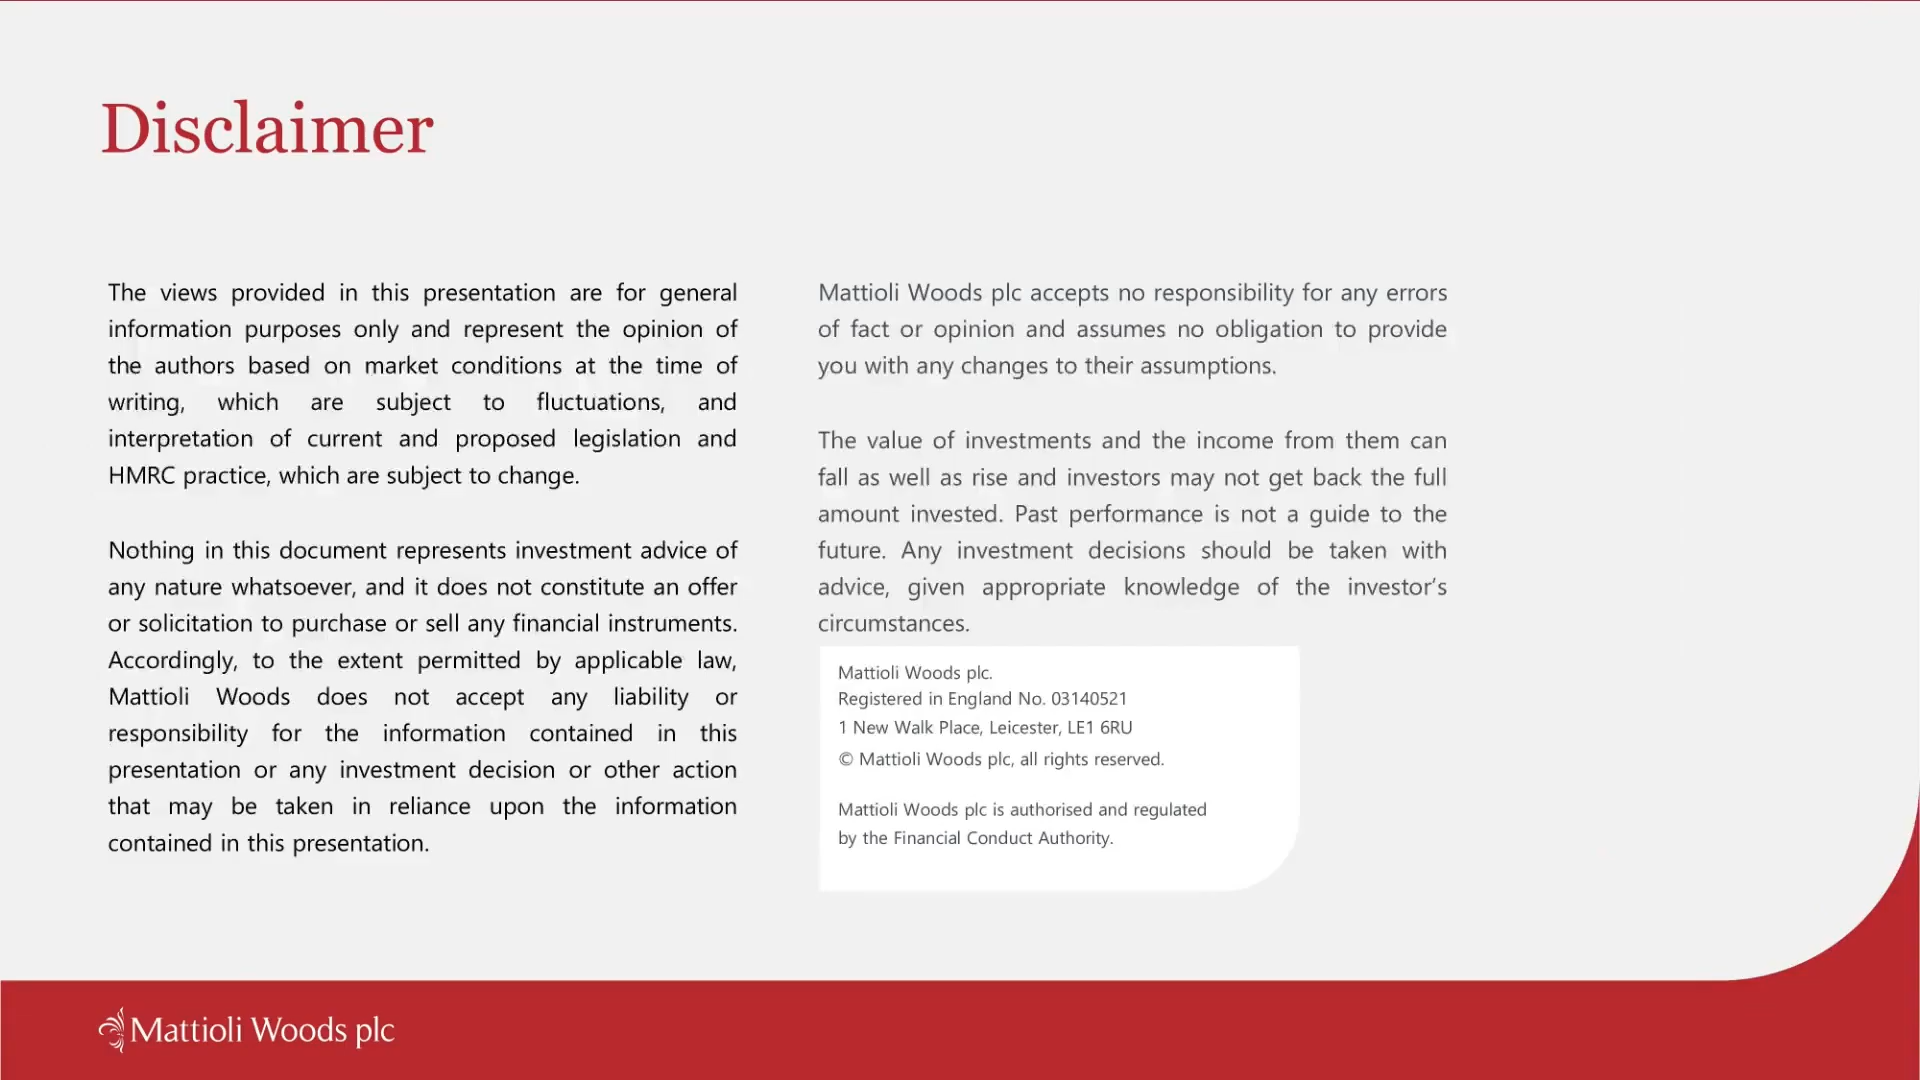 Disclaimer
The views provided in this presentation are for general
information purposes only and represent the opinion of
the authors based on market conditions at the time of
writing, which are subject to fluctuations, and
interpretation of current and proposed legislation and
HMRC practice, which are subject to change.
Nothing in this document represents investment advice of
any nature whatsoever, and it does not constitute an offer
or solicitation to purchase or sell any financial instruments.
Accordingly, to the extent permitted by applicable law,
Mattioli Woods does not accept any liability or
responsibility for the information contained in this
presentation or any investment decision or other action
that may be taken in reliance upon the information
contained in this presentation.
Mattioli Woods plc accepts no responsibility for any errors
of fact or opinion and assumes no obligation to provide
you with any changes to their assumptions.
The value of investments and the income from them can
fall as well as rise and investors may not get back the full
amount invested. Past performance is not a guide to the
future. Any investment decisions should be taken with
advice, given appropriate knowledge of the investor’s
circumstances.
Mattioli Woods plc.
Registered in England No. 03140521
1 New Walk Place, Leicester, LE1 6RU
© Mattioli Woods plc, all rights reserved.
Mattioli Woods plc is authorised and regulated
by the Financial Conduct Authority.
Mattioli Woods plc